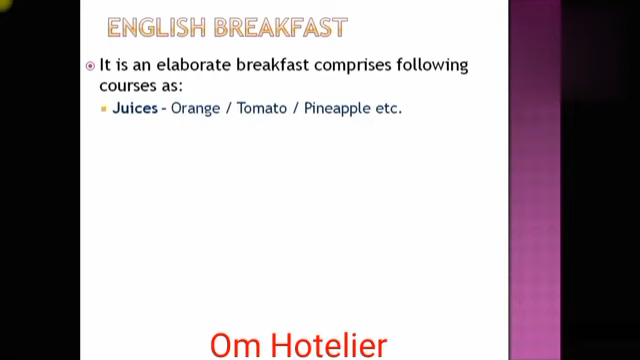 ENGLISH BREAKFAST
It is an elaborate breakfast comprises following
courses as:
Juices - Orange / Tomato / Pineapple etc.
Om Hotelier